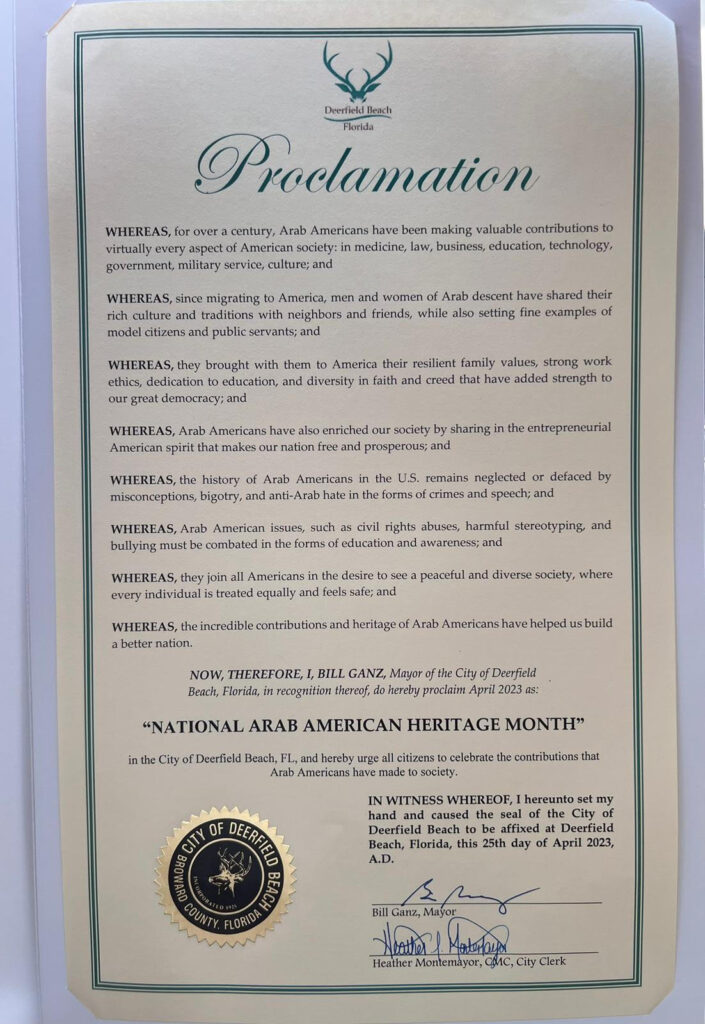 Deerfield Beach
Florida
Proclamation
WHEREAS, for over a century, Arab Americans have been making valuable contributions to
virtually every aspect of American society: in medicine, law, business, education, technology,
government, military service, culture; and
WHEREAS, since migrating to America, men and women of Arab descent have shared their
rich culture and traditions with neighbors and friends, while also setting fine examples of
model citizens and public servants; and
WHEREAS, they brought with them to America their resilient family values, strong work
ethics, dedication to education, and diversity in faith and creed that have added strength to
our great democracy; and
WHEREAS, Arab Americans have also enriched our society by sharing in the entrepreneurial
American spirit that makes our nation free and prosperous; and
WHEREAS, the history of Arab Americans in the U.S. remains neglected or defaced by
misconceptions, bigotry, and anti-Arab hate in the forms of crimes and speech; and
WHEREAS, Arab American issues, such as civil rights abuses, harmful stereotyping, and
bullying must be combated in the forms of education and awareness; and
WHEREAS, they join all Americans in the desire to see a peaceful and diverse society, where
every individual is treated equally and feels safe; and
WHEREAS, the incredible contributions and heritage of Arab Americans have helped us build
a better nation.
NOW, THEREFORE, I, BILL GANZ, Mayor of the City of Deerfield
Beach, Florida, in recognition thereof, do hereby proclaim April 2023 as:
“NATIONAL ARAB AMERICAN HERITAGE MONTH”
in the City of Deerfield Beach, FL, and hereby urge all citizens to celebrate the contributions that
Arab Americans have made to society.
IN WITNESS WHEREOF, I hereunto set my
hand and caused the seal of the City of
Deerfield Beach to be affixed at Deerfield
Beach, Florida, this 25th day of April 2023,
A.D.
Bill Ganz, Mayor
Heather Montemayor
Heather Montemayor, CMC, City Clerk
CITY OF DEERFIELD BEACH
BROWARD COUNTY, FLORIDA
INCORPORATED 1925